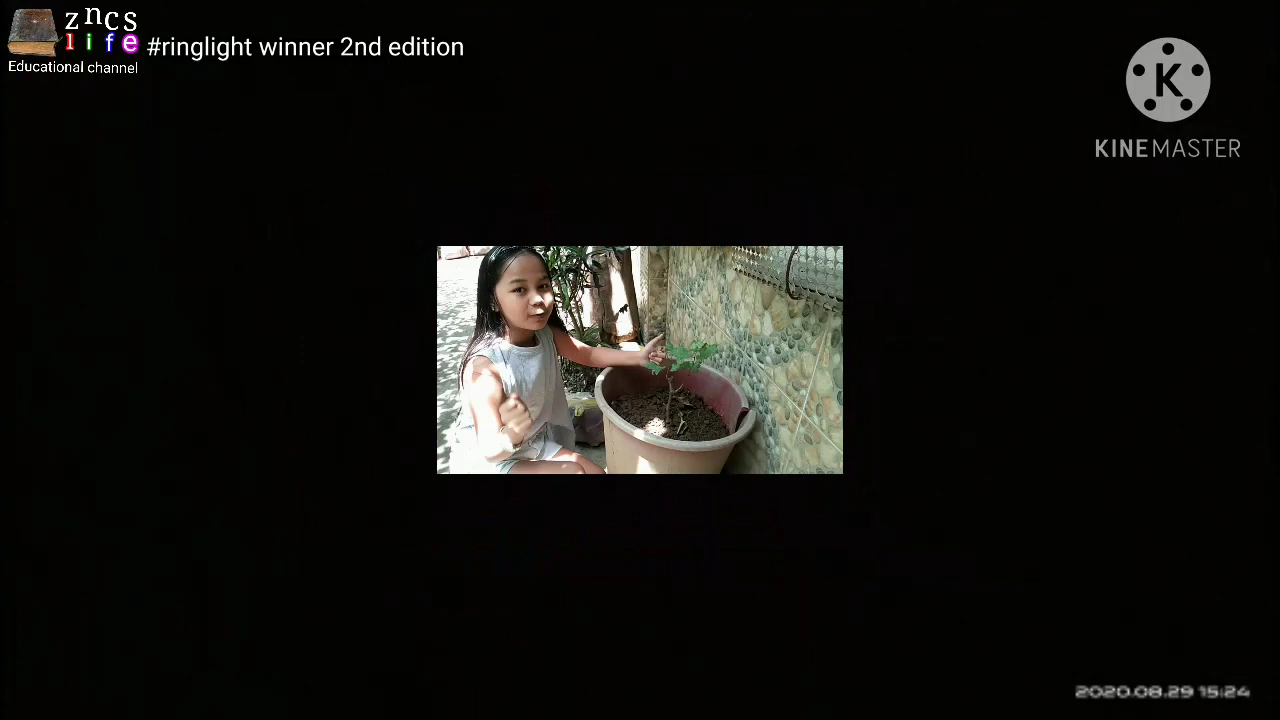 zncs
life
Educational channel
#ringlight winner 2nd edition
K
KINEMASTER
2020.08.29 15:24